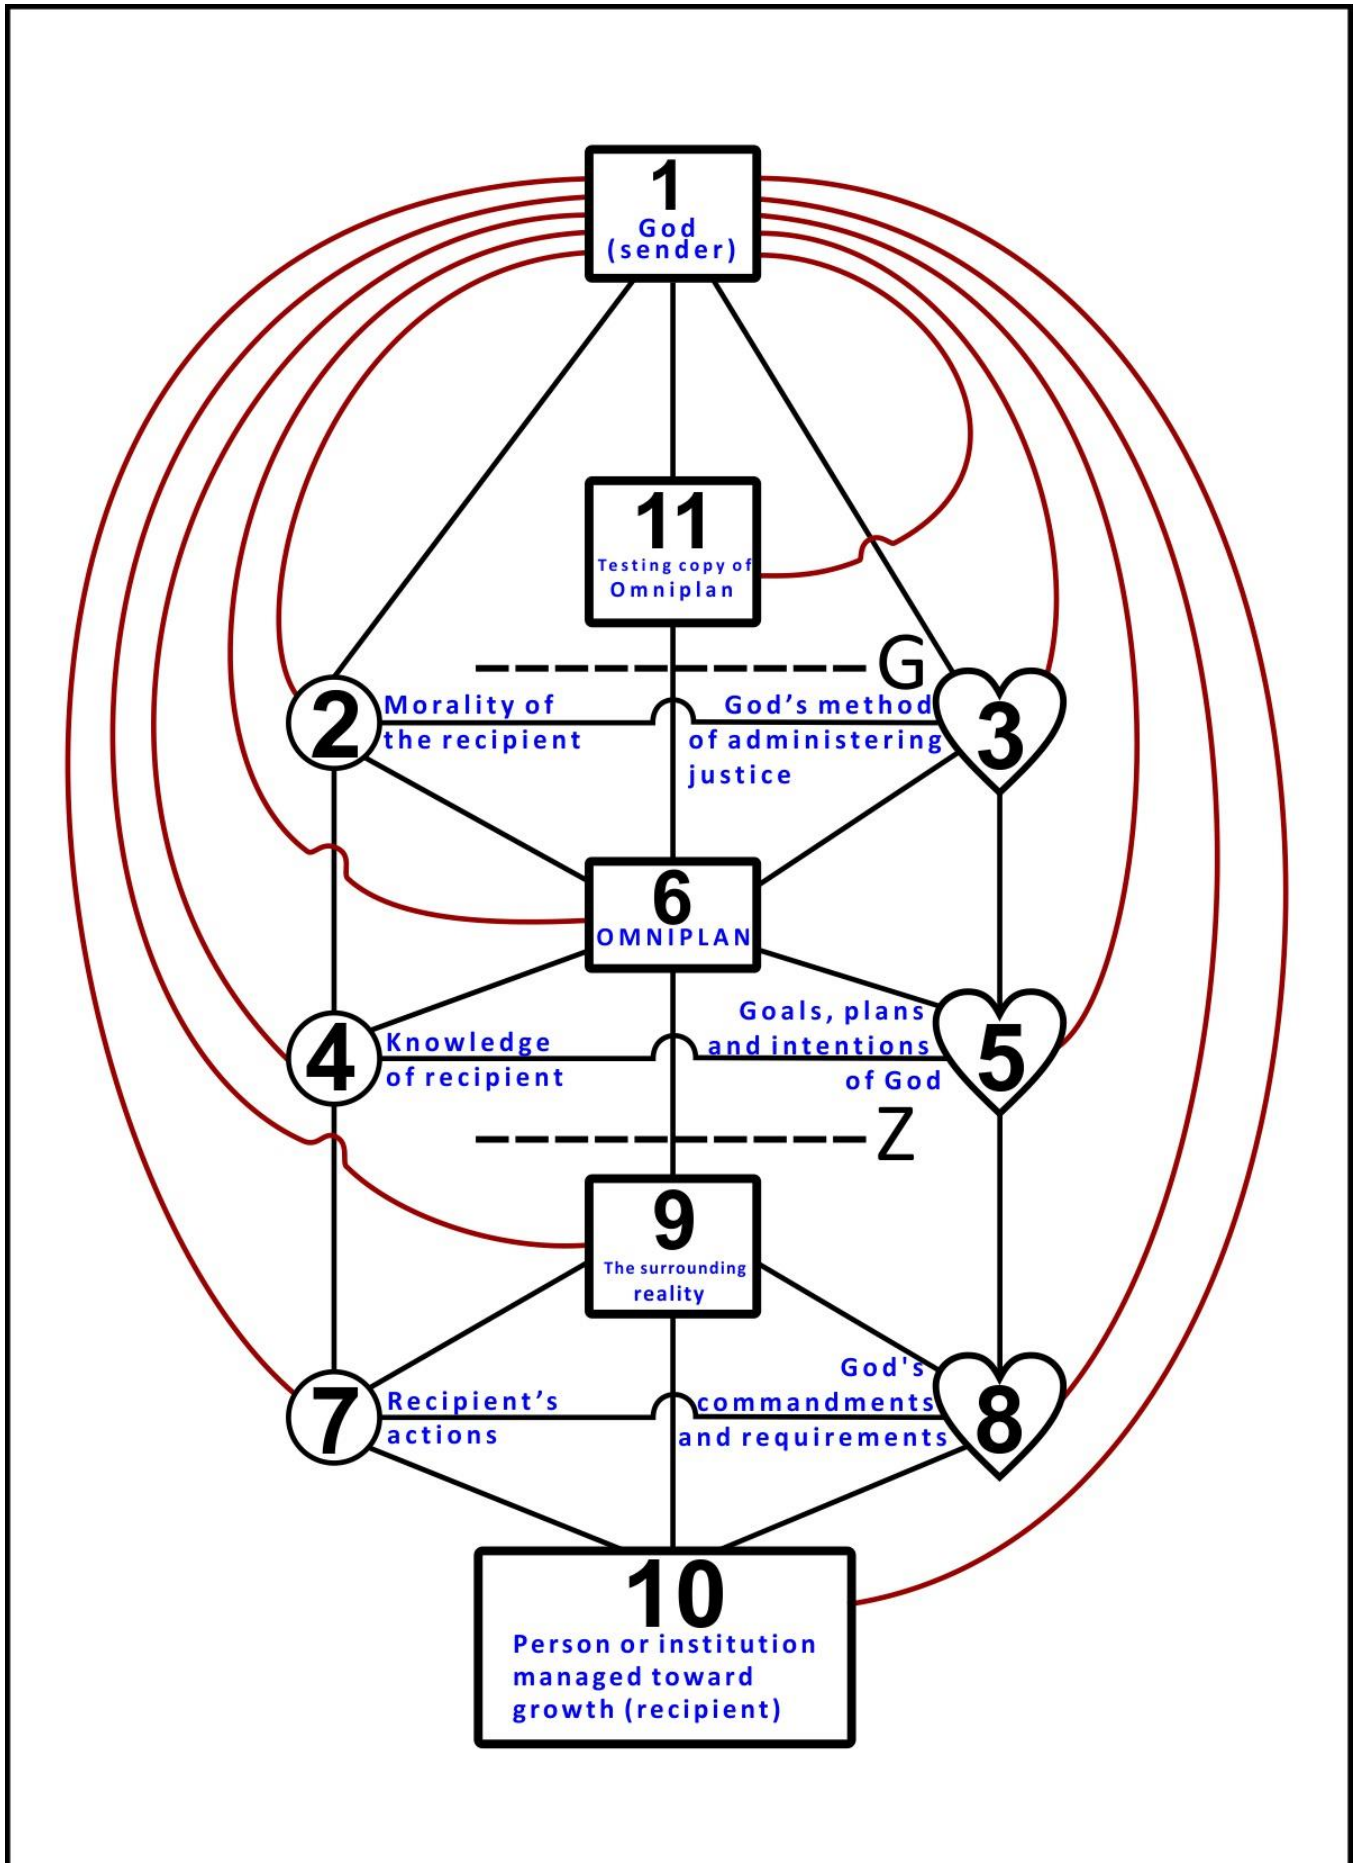 1
God
(sender)
11
Testing copy of
Omniplan
G
2
Morality of
the recipient
God's method
of administering
justice
3
6
OMNIPLAN
4
Knowledge
of recipient
Goals, plans
and intentions
of God
5
Z
9
The surrounding
reality
7
Recipient's
actions
God's
commandments
and requirements
8
10
Person or institution
managed toward
growth (recipient)